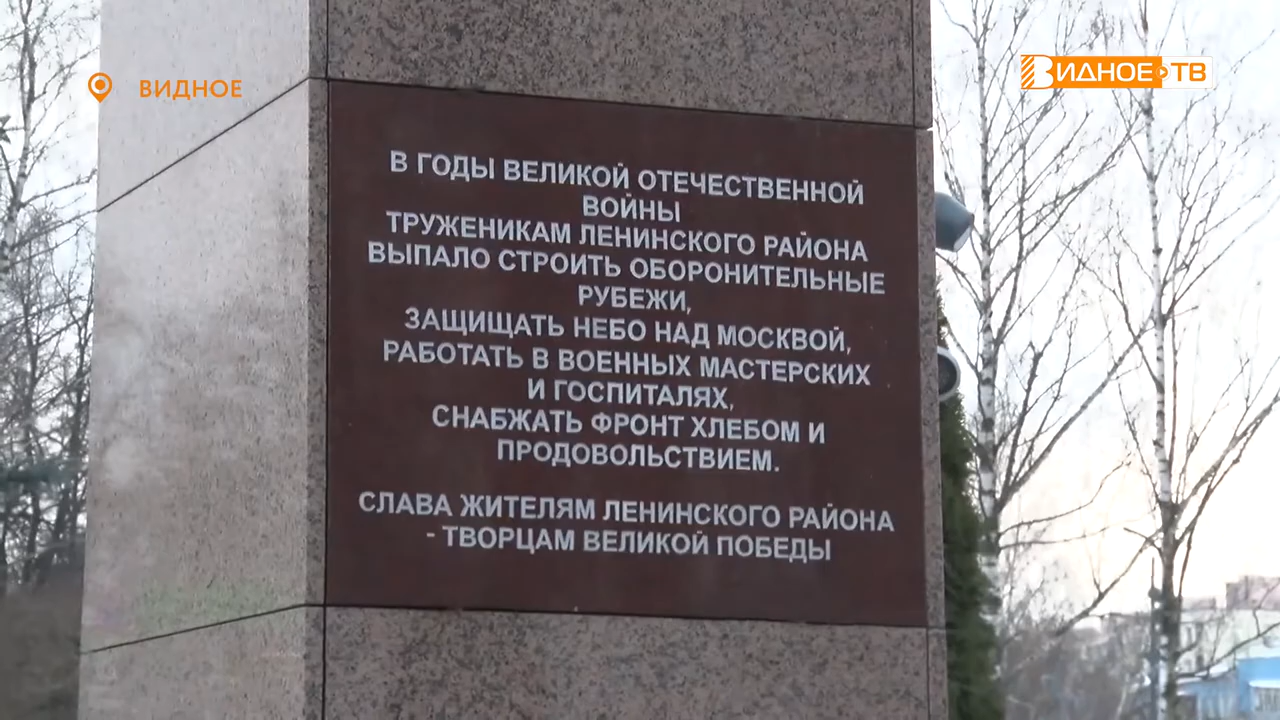 ВИДНОЕ
ВИДНОЕ ТВ
В ГОДЫ ВЕЛИКОЙ ОТЕЧЕСТВЕННОЙ
ВОЙНЫ
ТРУЖЕНИКАМ ЛЕНИНСКОГО РАЙОНА
ВЫПАЛО СТРОИТЬ ОБОРОНИТЕЛЬНЫЕ
РУБЕЖИ,
ЗАЩИЩАТЬ НЕБО НАД МОСКВОЙ,
РАБОТАТЬ В ВОЕННЫХ МАСТЕРСКИХ
И ГОСПИТАЛЯХ,
СНАБЖАТЬ ФРОНТ ХЛЕБОМ И
ПРОДОВОЛЬСТВИЕМ.
СЛАВА ЖИТЕЛЯМ ЛЕНИНСКОГО РАЙОНА
- ТВОРЦАМ ВЕЛИКОЙ ПОБЕДЫ